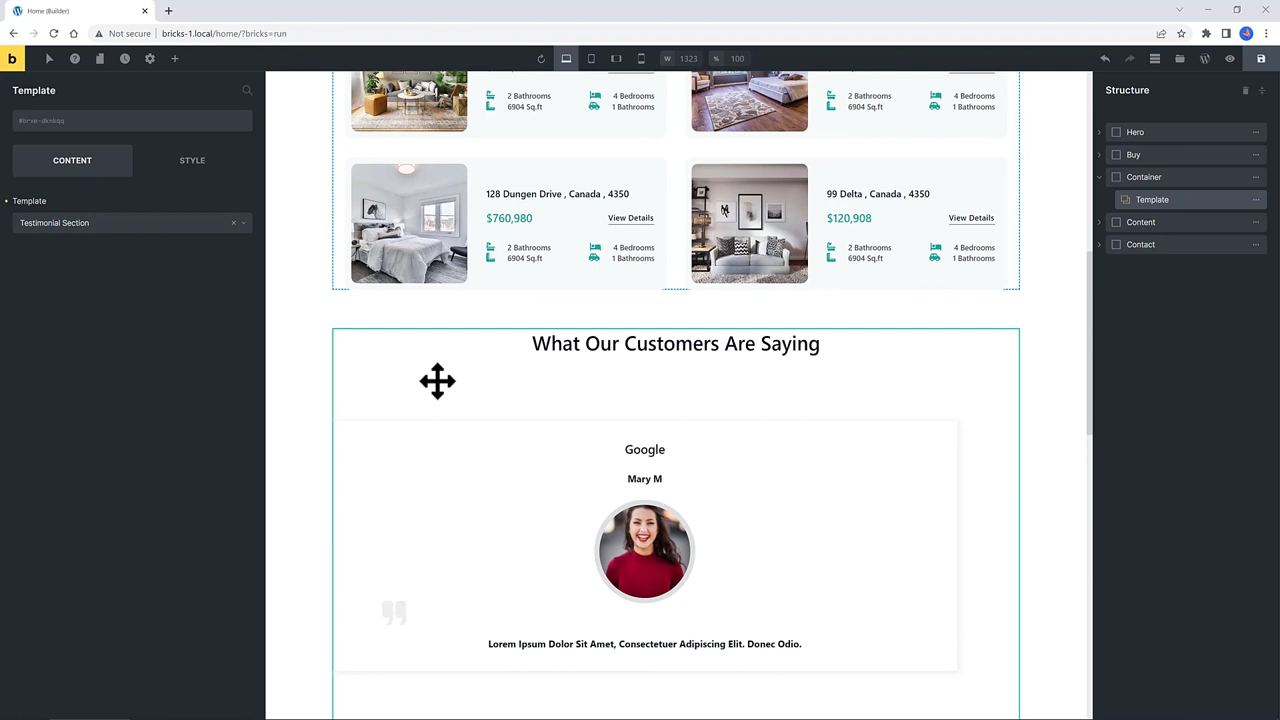 Home (Builder)
Not secure bricks-1.local/home/?bricks=run
b
W 1323 % 100
Template
#brxe-dknkqq
CONTENT STYLE
Template
Testimonial Section
2 Bathrooms 4 Bedrooms
6904 Sq.ft 1 Bathrooms
2 Bathrooms 4 Bedrooms
6904 Sq.ft 1 Bathrooms
128 Dungen Drive , Canada , 4350
$760,980 View Details
2 Bathrooms 4 Bedrooms
6904 Sq.ft 1 Bathrooms
99 Delta , Canada , 4350
$120,908 View Details
2 Bathrooms 4 Bedrooms
6904 Sq.ft 1 Bathrooms
What Our Customers Are Saying
Google
Mary M
Lorem Ipsum Dolor Sit Amet, Consectetuer Adipiscing Elit. Donec Odio.
Structure
Hero
Buy
Container
Template
Content
Contact